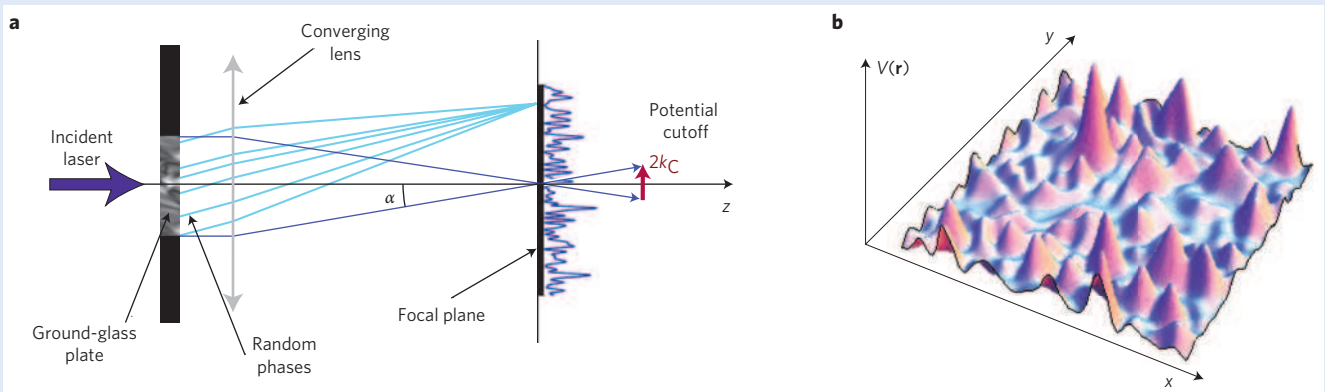 a
Converging
lens
Incident
laser
Potential
cutoff
2kC
α
z
Ground-glass
plate
Random
phases
Focal plane
b
y
V(r)
x